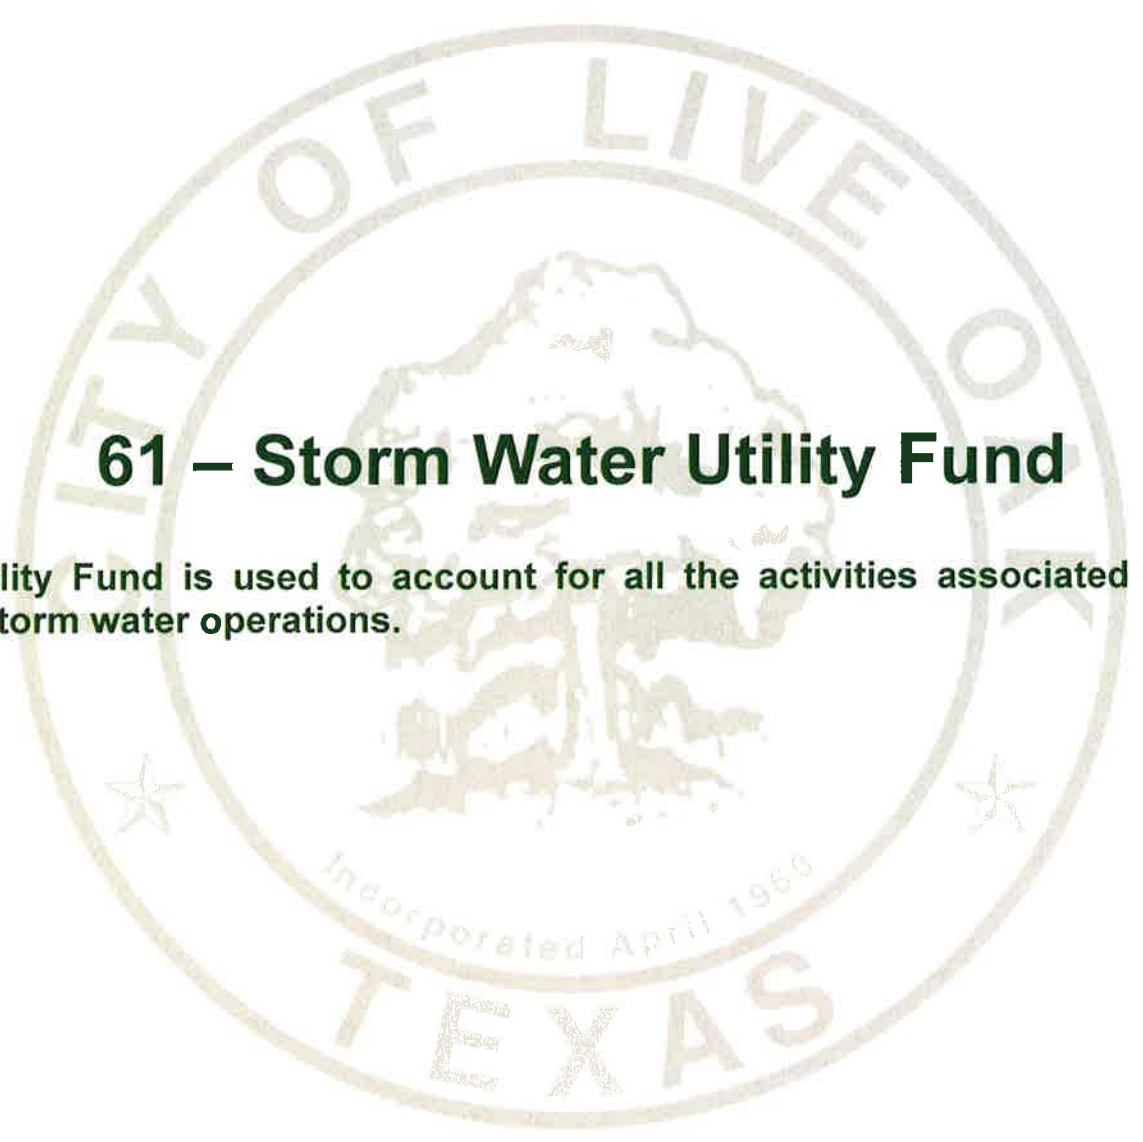 CITY OF LIVE OAK
61 – Storm Water Utility Fund
lity Fund is used to account for all the activities associated
torm water operations.
Incorporated April 1960
TEXAS